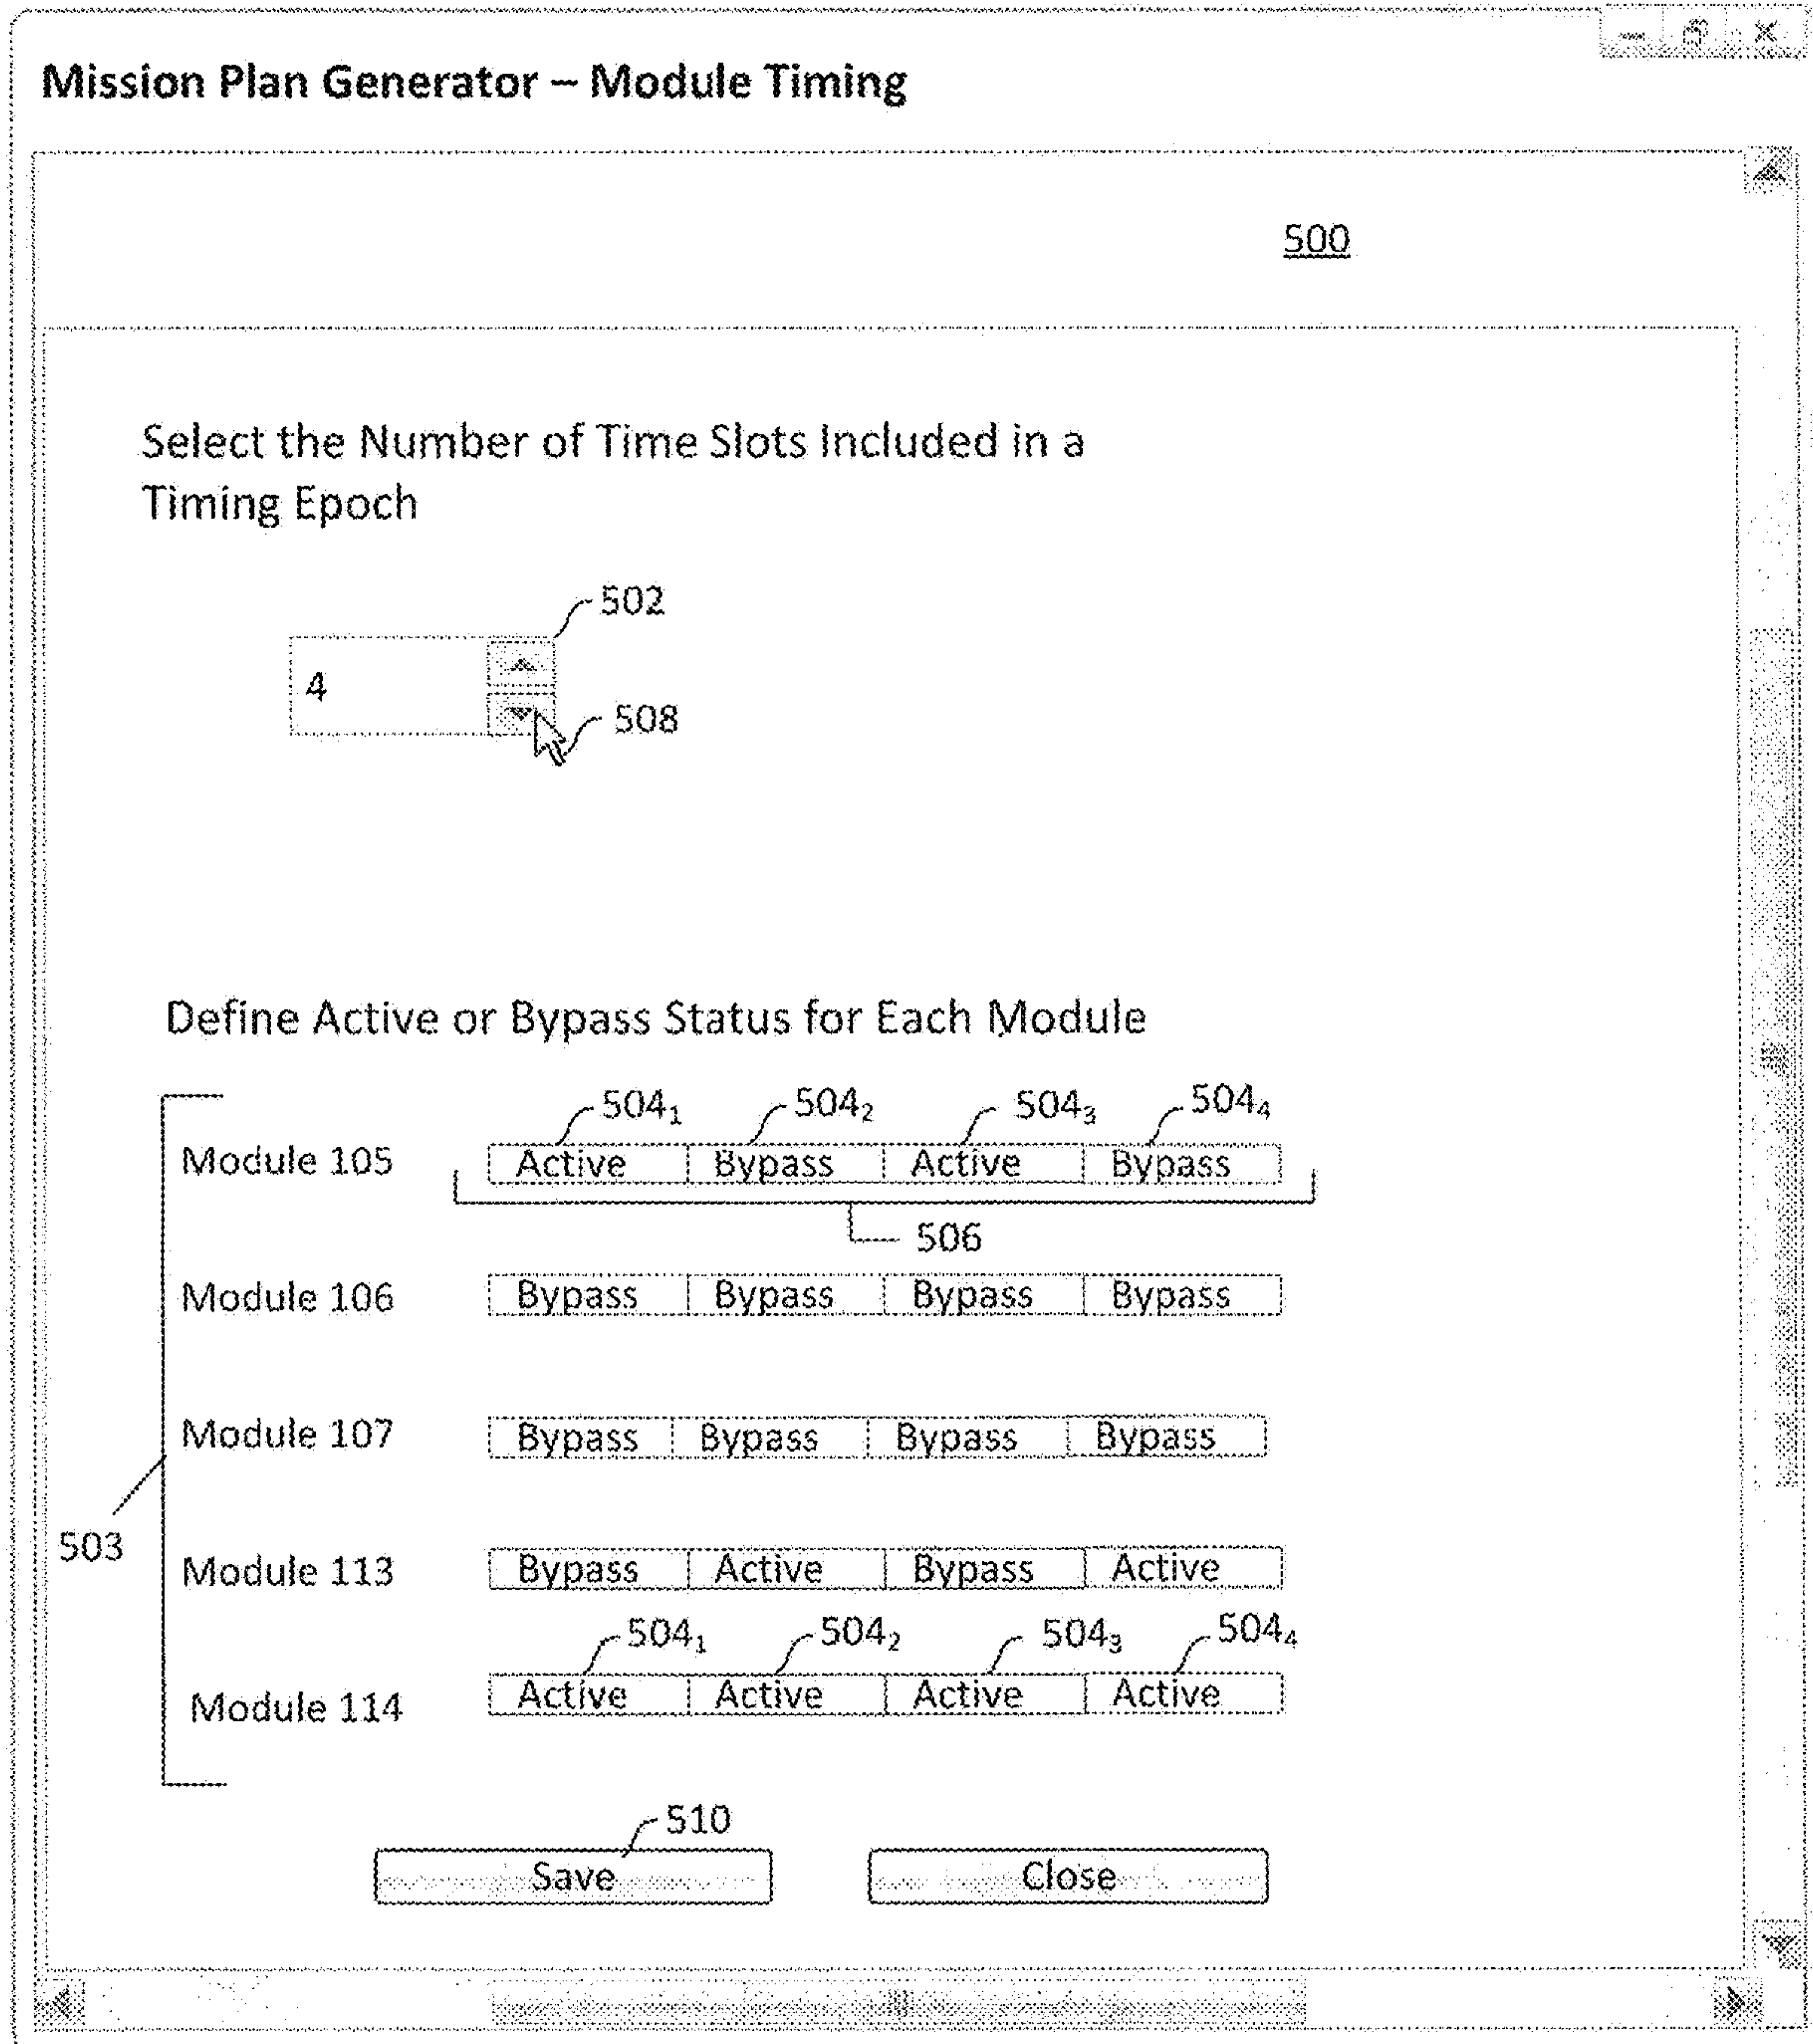 Mission Plan Generator – Module Timing
500
Select the Number of Time Slots Included in a
Timing Epoch
502
4
508
Define Active or Bypass Status for Each Module
504₁ 504₂ 504₃ 504₄
Module 105 Active Bypass Active Bypass
506
Module 106 Bypass Bypass Bypass Bypass
Module 107 Bypass Bypass Bypass Bypass
503
Module 113 Bypass Active Bypass Active
504₁ 504₂ 504₃ 504₄
Module 114 Active Active Active Active
510
Save Close